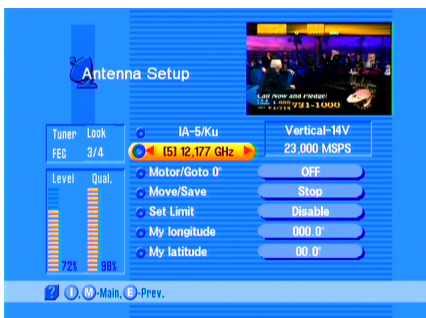 Antenna Setup
Call Now and Pledge!
731-1000
Tuner Look
FEC 3/4
Level Qual.
72% 98%
IA-5/Ku Vertical-14V
[5] 12,177 GHz 23,000 MSPS
Motor/Goto 0° OFF
Move/Save Stop
Set Limit Disable
My longitude 000.0°
My latitude 00.0°
? I, M-Main, E-Prev.